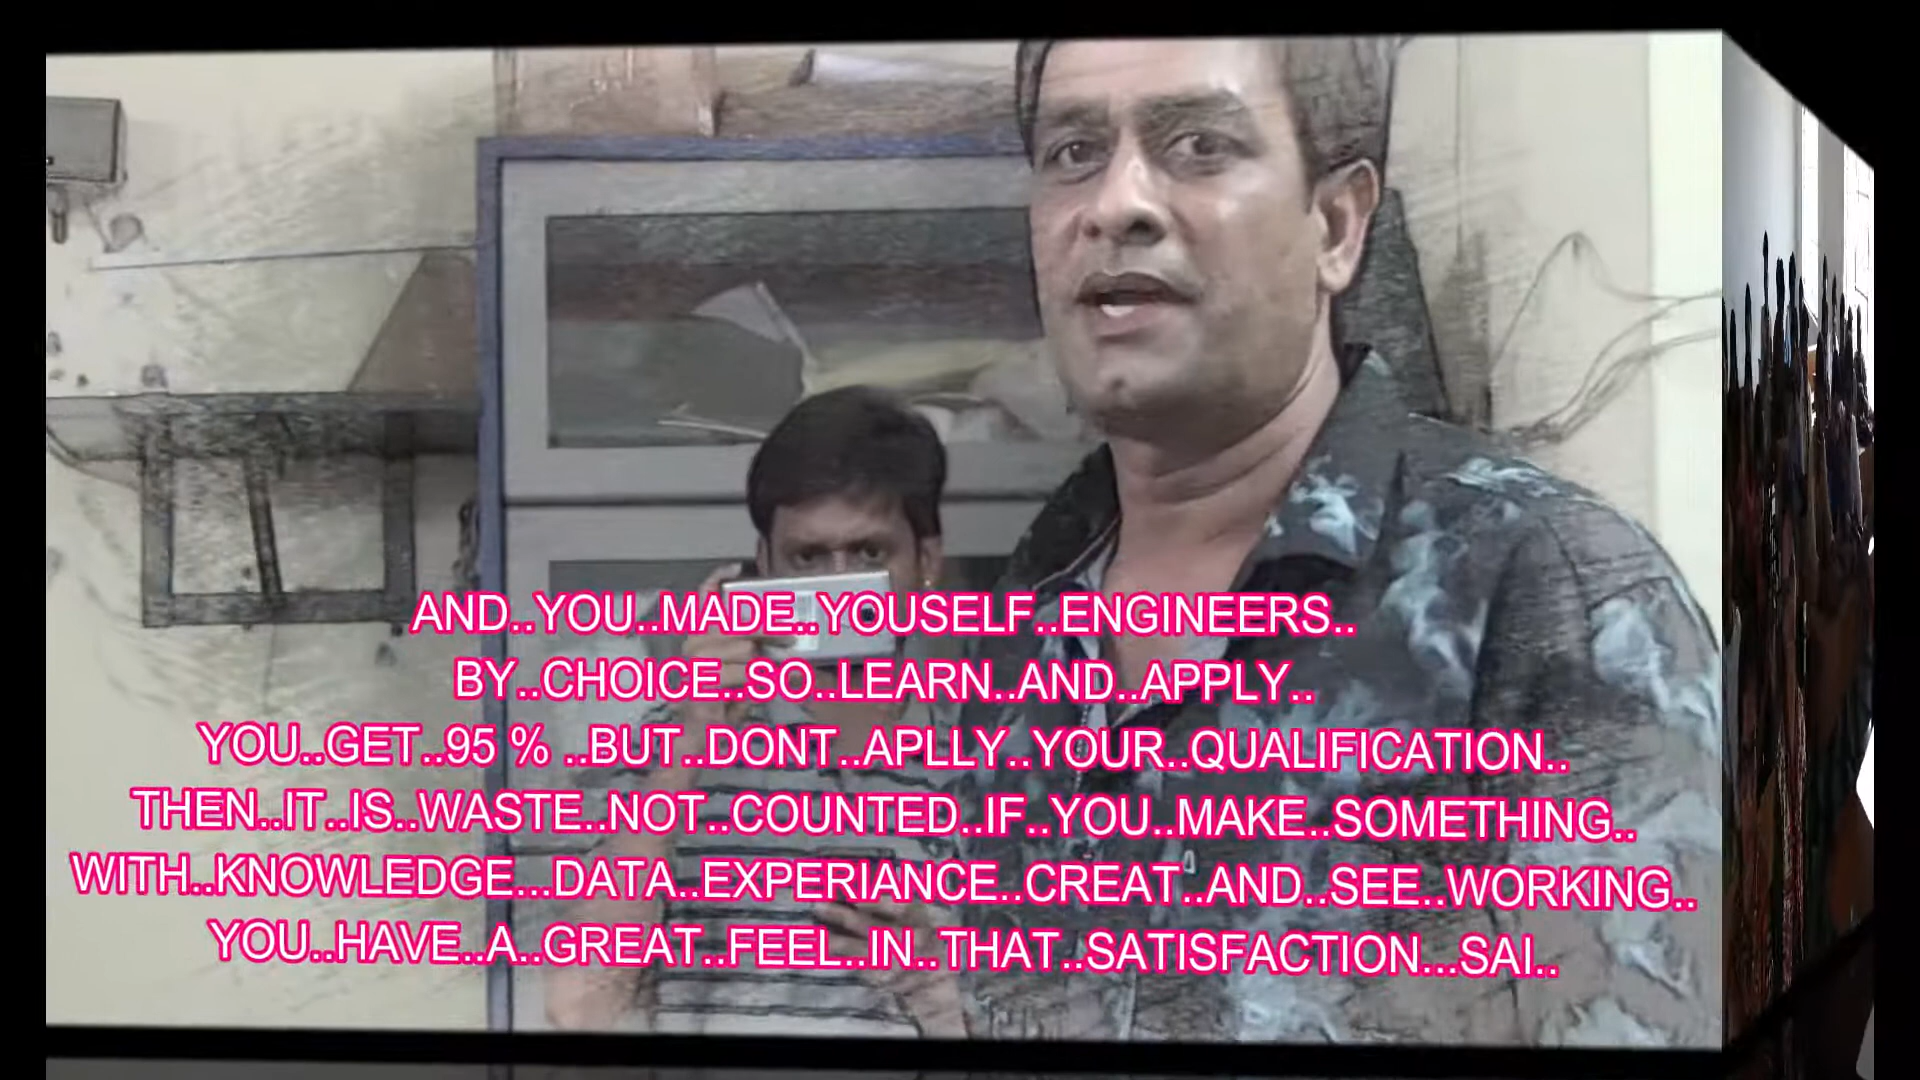 AND..YOU..MADE..YOUSELF..ENGINEERS..
BY..CHOICE..SO..LEARN..AND..APPLY..
YOU..GET..95 % ..BUT..DONT..APLLY..YOUR..QUALIFICATION..
THEN..IT..IS..WASTE..NOT..COUNTED..IF..YOU..MAKE..SOMETHING..
WITH..KNOWLEDGE...DATA..EXPERIANCE..CREAT..AND..SEE..WORKING..
YOU..HAVE..A..GREAT..FEEL..IN..THAT..SATISFACTION...SAI..